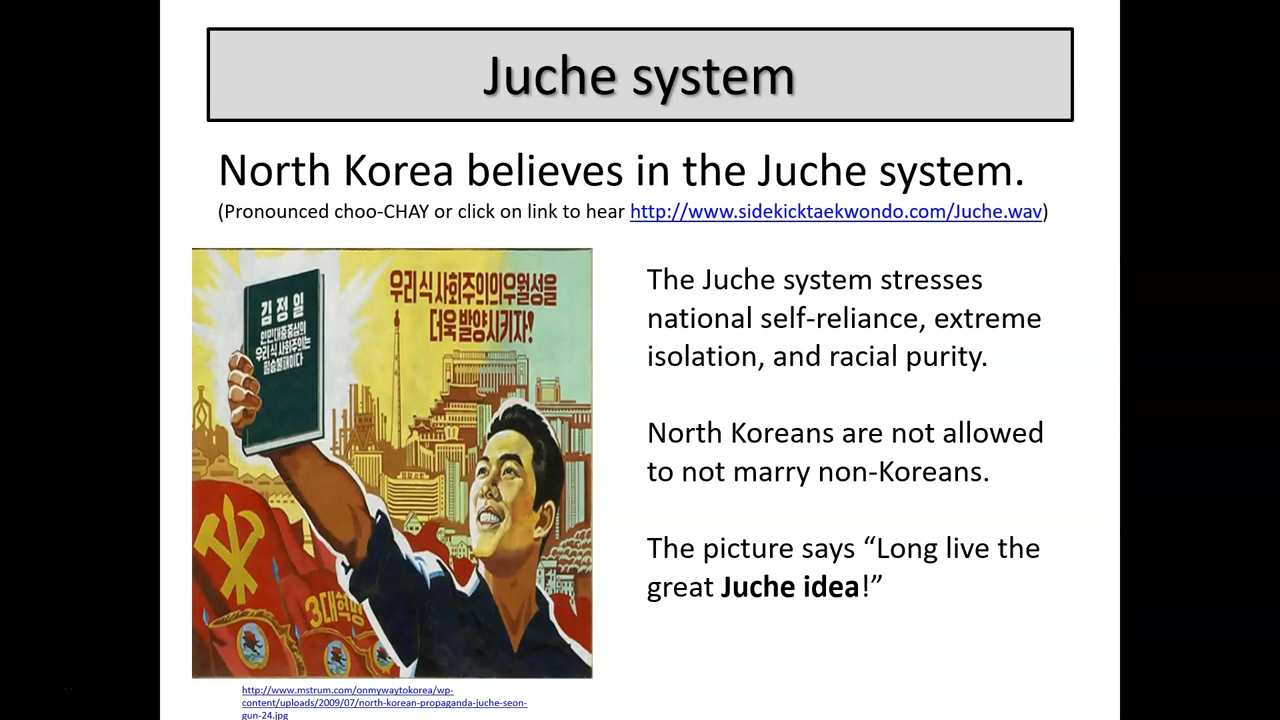 Juche system
North Korea believes in the Juche system.
(Pronounced choo-CHAY or click on link to hear http://www.sidekicktaekwondo.com/Juche.wav)
우리식사회주의의우월성을
더욱 발양시키자!
김정일
인민대중중심의
우리식사회주의는
필승불패이다
3대혁명
The Juche system stresses
national self-reliance, extreme
isolation, and racial purity.
North Koreans are not allowed
to not marry non-Koreans.
The picture says “Long live the
great Juche idea!”
http://www.mstrum.com/onmywaytokorea/wp-
content/uploads/2009/07/north-korean-propaganda-juche-seon-
gun-24.jpg